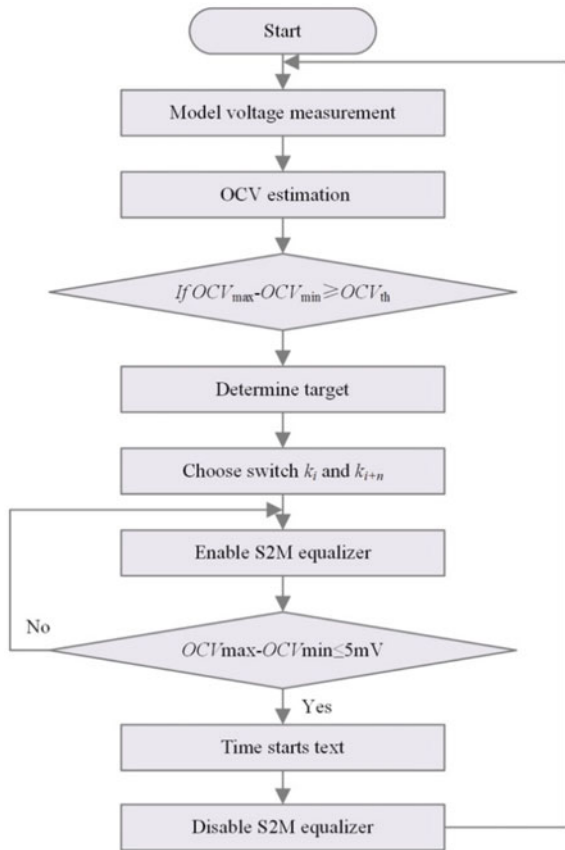 Start
Model voltage measurement
OCV estimation
If OCVmax-OCVmin≥OCVth
Determine target
Choose switch ki and ki+n
Enable S2M equalizer
No
OCVmax-OCVmin≤5mV
Yes
Time starts text
Disable S2M equalizer